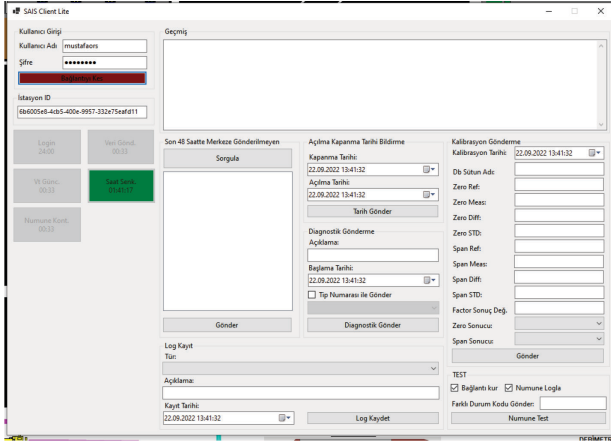 SAIS Client Lite
Kullanıcı Girişi
Kullanıcı Adı mustafaors
Şifre ●●●●●●●●
Bağlantıyı Kes
İstasyon ID
Login
24:00
Veri Gönd.
00:33
Vt Günc.
00:33
Saat Senk.
01:41:17
Numune Kont.
00:33
Geçmiş
Son 48 Saatte Merkeze Gönderilmeyen
Sorgula
Gönder
Açılma Kapanma Tarihi Bildirme
Kapanma Tarihi:
22.09.2022 13:41:32
Açılma Tarihi:
22.09.2022 13:41:32
Tarih Gönder
Diagnostik Gönderme
Açıklama:
Başlama Tarihi:
22.09.2022 13:41:32
Tip Numarası ile Gönder
Diagnostik Gönder
Log Kayıt
Tür:
Açıklama:
Kayıt Tarihi:
22.09.2022 13:41:32
Log Kaydet
Kalibrasyon Gönderme
Kalibrasyon Tarihi: 22.09.2022 13:41:32
Db Sütun Adı:
Zero Ref:
Zero Meas:
Zero Diff:
Zero STD:
Span Ref:
Span Meas:
Span Diff:
Span STD:
Factor Sonuç Değ.
Zero Sonucu:
Span Sonucu:
Gönder
TEST
Bağlantı kur Numune Logla
Farklı Durum Kodu Gönder:
Numune Test